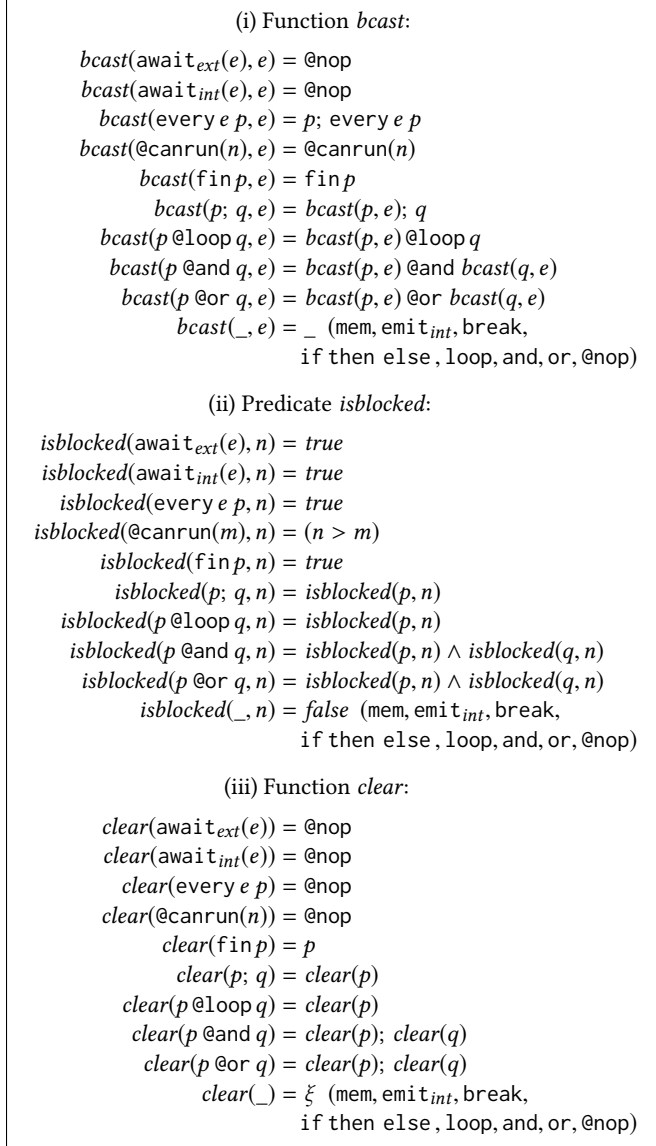 (i) Function bcast:
bcast(await_ext(e), e) = @nop
bcast(await_int(e), e) = @nop
bcast(every e p, e) = p; every e p
bcast(@canrun(n), e) = @canrun(n)
bcast(fin p, e) = fin p
bcast(p; q, e) = bcast(p, e); q
bcast(p @loop q, e) = bcast(p, e) @loop q
bcast(p @and q, e) = bcast(p, e) @and bcast(q, e)
bcast(p @or q, e) = bcast(p, e) @or bcast(q, e)
bcast(_, e) = _ (mem, emit_int, break,
if then else, loop, and, or, @nop)
(ii) Predicate isblocked:
isblocked(await_ext(e), n) = true
isblocked(await_int(e), n) = true
isblocked(every e p, n) = true
isblocked(@canrun(m), n) = (n > m)
isblocked(fin p, n) = true
isblocked(p; q, n) = isblocked(p, n)
isblocked(p @loop q, n) = isblocked(p, n)
isblocked(p @and q, n) = isblocked(p, n) ∧ isblocked(q, n)
isblocked(p @or q, n) = isblocked(p, n) ∧ isblocked(q, n)
isblocked(_, n) = false (mem, emit_int, break,
if then else, loop, and, or, @nop)
(iii) Function clear:
clear(await_ext(e)) = @nop
clear(await_int(e)) = @nop
clear(every e p) = @nop
clear(@canrun(n)) = @nop
clear(fin p) = p
clear(p; q) = clear(p)
clear(p @loop q) = clear(p)
clear(p @and q) = clear(p); clear(q)
clear(p @or q) = clear(p); clear(q)
clear(_) = ξ (mem, emit_int, break,
if then else, loop, and, or, @nop)